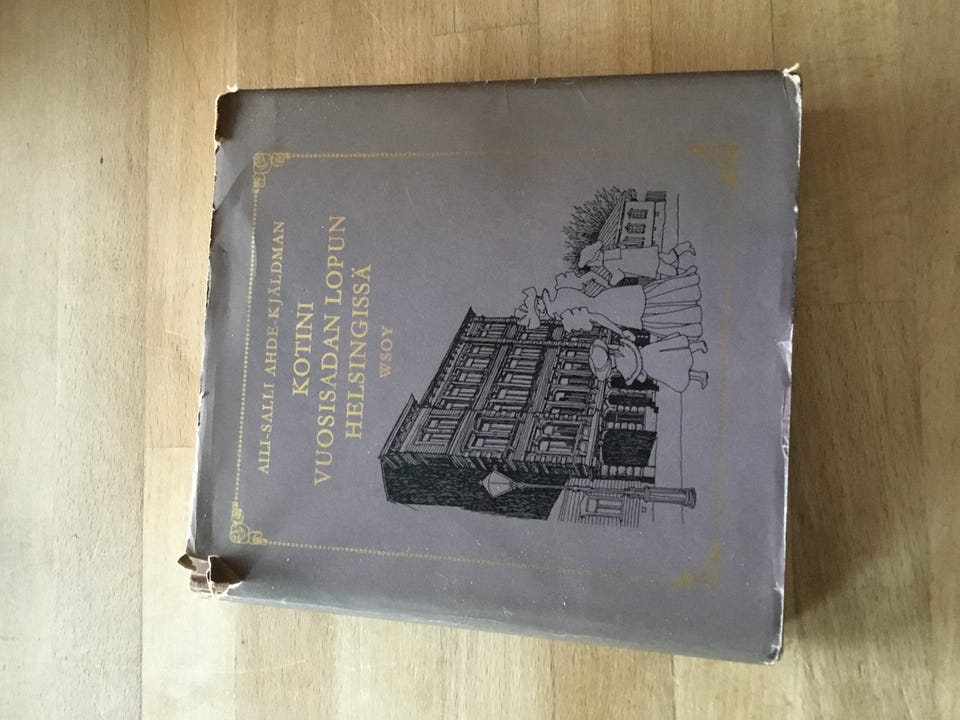 AILI-SALLI AHDE-KJÄLDMAN
KOTINI
VUOSISADAN LOPUN
HELSINGISSÄ
WSOY